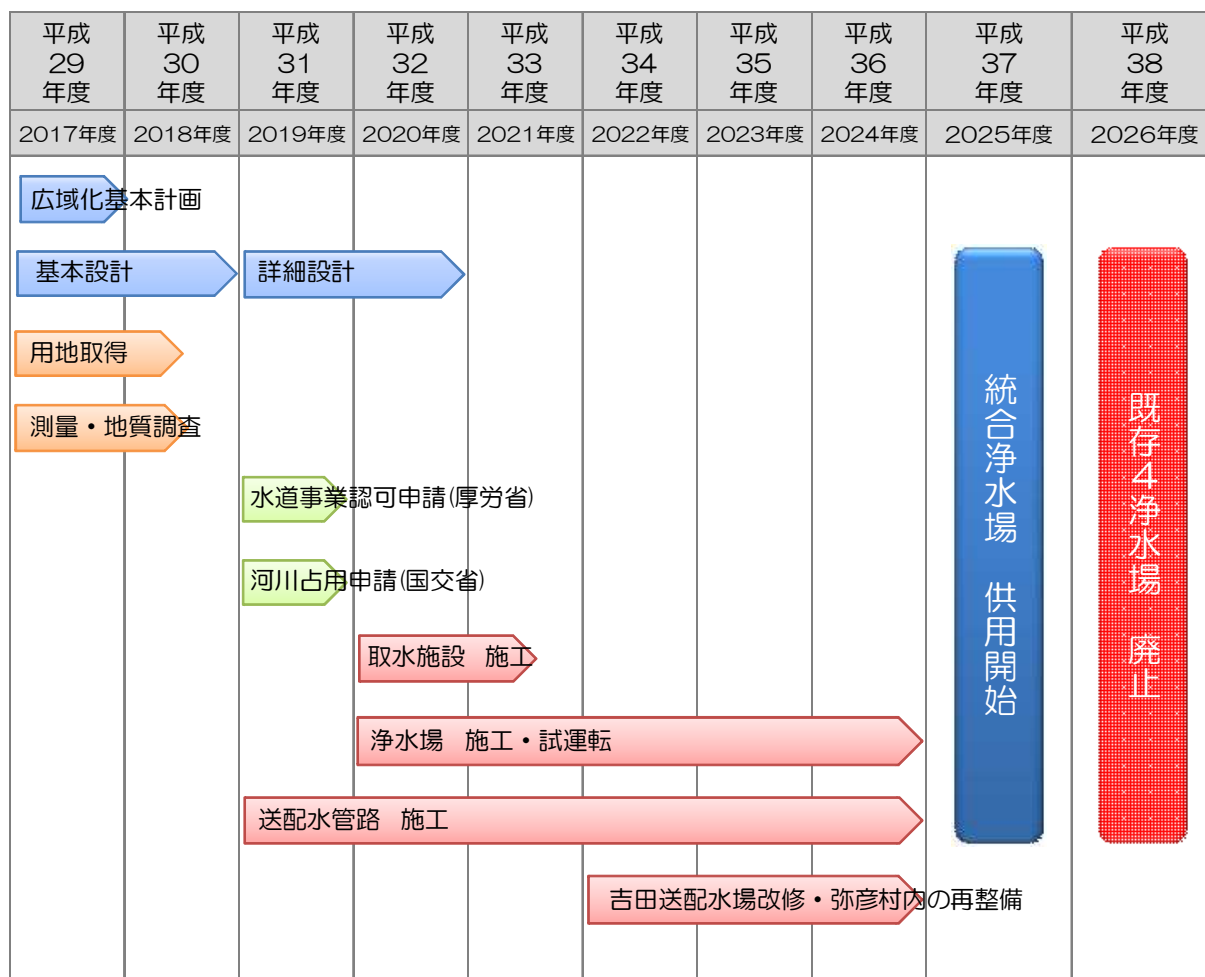 平成
29
年度
平成
30
年度
平成
31
年度
平成
32
年度
平成
33
年度
平成
34
年度
平成
35
年度
平成
36
年度
平成
37
年度
平成
38
年度
2017年度
2018年度
2019年度
2020年度
2021年度
2022年度
2023年度
2024年度
2025年度
2026年度
広域化基本計画
基本設計
詳細設計
用地取得
測量・地質調査
水道事業認可申請(厚労省)
河川占用申請(国交省)
取水施設 施工
浄水場 施工・試運転
送配水管路 施工
吉田送配水場改修・弥彦村内の再整備
統合浄水場 供用開始
既存4浄水場 廃止